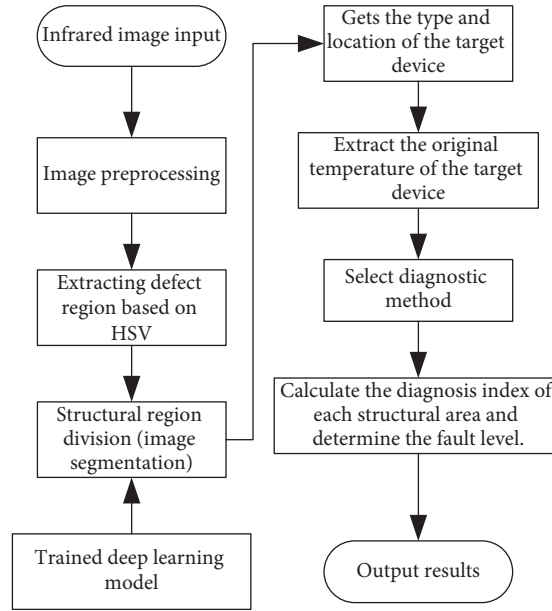 Infrared image input
Image preprocessing
Extracting defect
region based on
HSV
Structural region
division (image
segmentation)
Trained deep learning
model
Gets the type and
location of the target
device
Extract the original
temperature of the target
device
Select diagnostic
method
Calculate the diagnosis index of
each structural area and
determine the fault level.
Output results